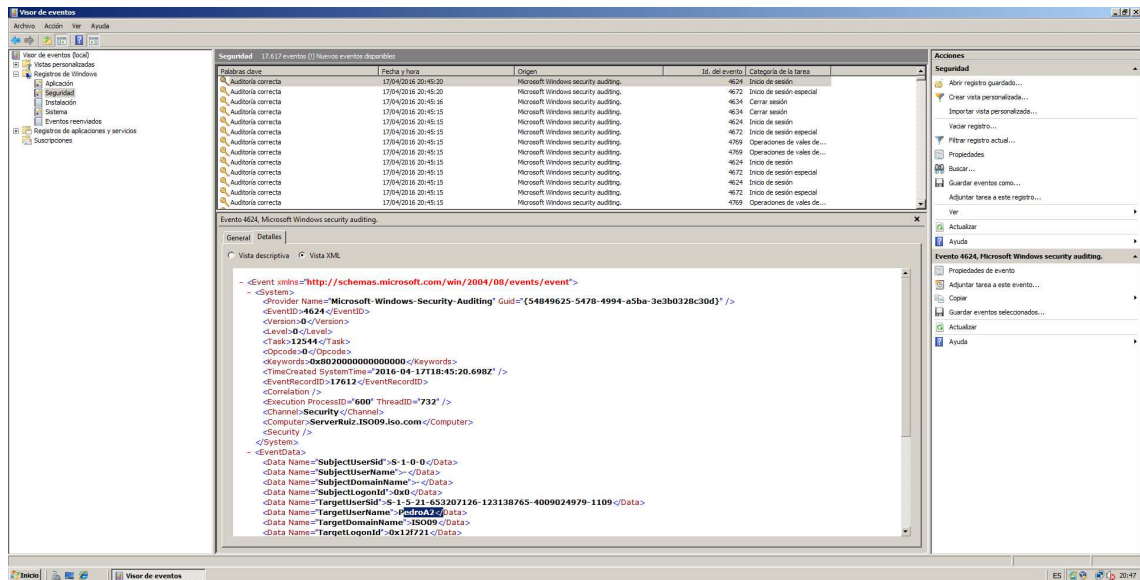 Visor de eventos
Archivo Acción Ver Ayuda
Visor de eventos (local)
Vistas personalizadas
Registros de Windows
Aplicación
Seguridad
Instalación
Sistema
Eventos reenviados
Registros de aplicaciones y servicios
Suscripciones
Seguridad 17.617 eventos (!) Nuevos eventos disponibles
Palabras clave Fecha y hora Origen Id. del evento Categoría de la tarea
Auditoría correcta 17/04/2016 20:45:20 Microsoft Windows security auditing. 4624 Inicio de sesión
Auditoría correcta 17/04/2016 20:45:20 Microsoft Windows security auditing. 4672 Inicio de sesión especial
Auditoría correcta 17/04/2016 20:45:16 Microsoft Windows security auditing. 4634 Cerrar sesión
Auditoría correcta 17/04/2016 20:45:15 Microsoft Windows security auditing. 4634 Cerrar sesión
Auditoría correcta 17/04/2016 20:45:15 Microsoft Windows security auditing. 4624 Inicio de sesión
Auditoría correcta 17/04/2016 20:45:15 Microsoft Windows security auditing. 4672 Inicio de sesión especial
Auditoría correcta 17/04/2016 20:45:15 Microsoft Windows security auditing. 4769 Operaciones de vales de...
Auditoría correcta 17/04/2016 20:45:15 Microsoft Windows security auditing. 4769 Operaciones de vales de...
Auditoría correcta 17/04/2016 20:45:15 Microsoft Windows security auditing. 4624 Inicio de sesión
Auditoría correcta 17/04/2016 20:45:15 Microsoft Windows security auditing. 4672 Inicio de sesión especial
Auditoría correcta 17/04/2016 20:45:15 Microsoft Windows security auditing. 4624 Inicio de sesión
Auditoría correcta 17/04/2016 20:45:15 Microsoft Windows security auditing. 4672 Inicio de sesión especial
Auditoría correcta 17/04/2016 20:45:15 Microsoft Windows security auditing. 4769 Operaciones de vales de...
Evento 4624, Microsoft Windows security auditing.
General Detalles
Vista descriptiva Vista XML
- <Event xmlns="http://schemas.microsoft.com/win/2004/08/events/event">
- <System>
<Provider Name="Microsoft-Windows-Security-Auditing" Guid="{54849625-5478-4994-a5ba-3e3b0328c30d}" />
<EventID>4624</EventID>
<Version>0</Version>
<Level>0</Level>
<Task>12544</Task>
<Opcode>0</Opcode>
<Keywords>0x8020000000000000</Keywords>
<TimeCreated SystemTime="2016-04-17T18:45:20.698Z" />
<EventRecordID>17612</EventRecordID>
<Correlation />
<Execution ProcessID="600" ThreadID="732" />
<Channel>Security</Channel>
<Computer>ServerRuiz.ISO09.iso.com</Computer>
<Security />
</System>
- <EventData>
<Data Name="SubjectUserSid">S-1-0-0</Data>
<Data Name="SubjectUserName">-</Data>
<Data Name="SubjectDomainName">-</Data>
<Data Name="SubjectLogonId">0x0</Data>
<Data Name="TargetUserSid">S-1-5-21-653207126-123138765-4009024979-1109</Data>
<Data Name="TargetUserName">PedroA2</Data>
<Data Name="TargetDomainName">ISO09</Data>
<Data Name="TargetLogonId">0x12f721</Data>
Acciones
Seguridad
Abrir registro guardado...
Crear vista personalizada...
Importar vista personalizada...
Vaciar registro...
Filtrar registro actual...
Propiedades
Buscar...
Guardar eventos como...
Adjuntar tarea a este registro...
Ver
Actualizar
Ayuda
Evento 4624, Microsoft Windows security auditing.
Propiedades de evento
Adjuntar tarea a este evento...
Copiar
Guardar eventos seleccionados...
Actualizar
Ayuda
Inicio Visor de eventos ES 20:47